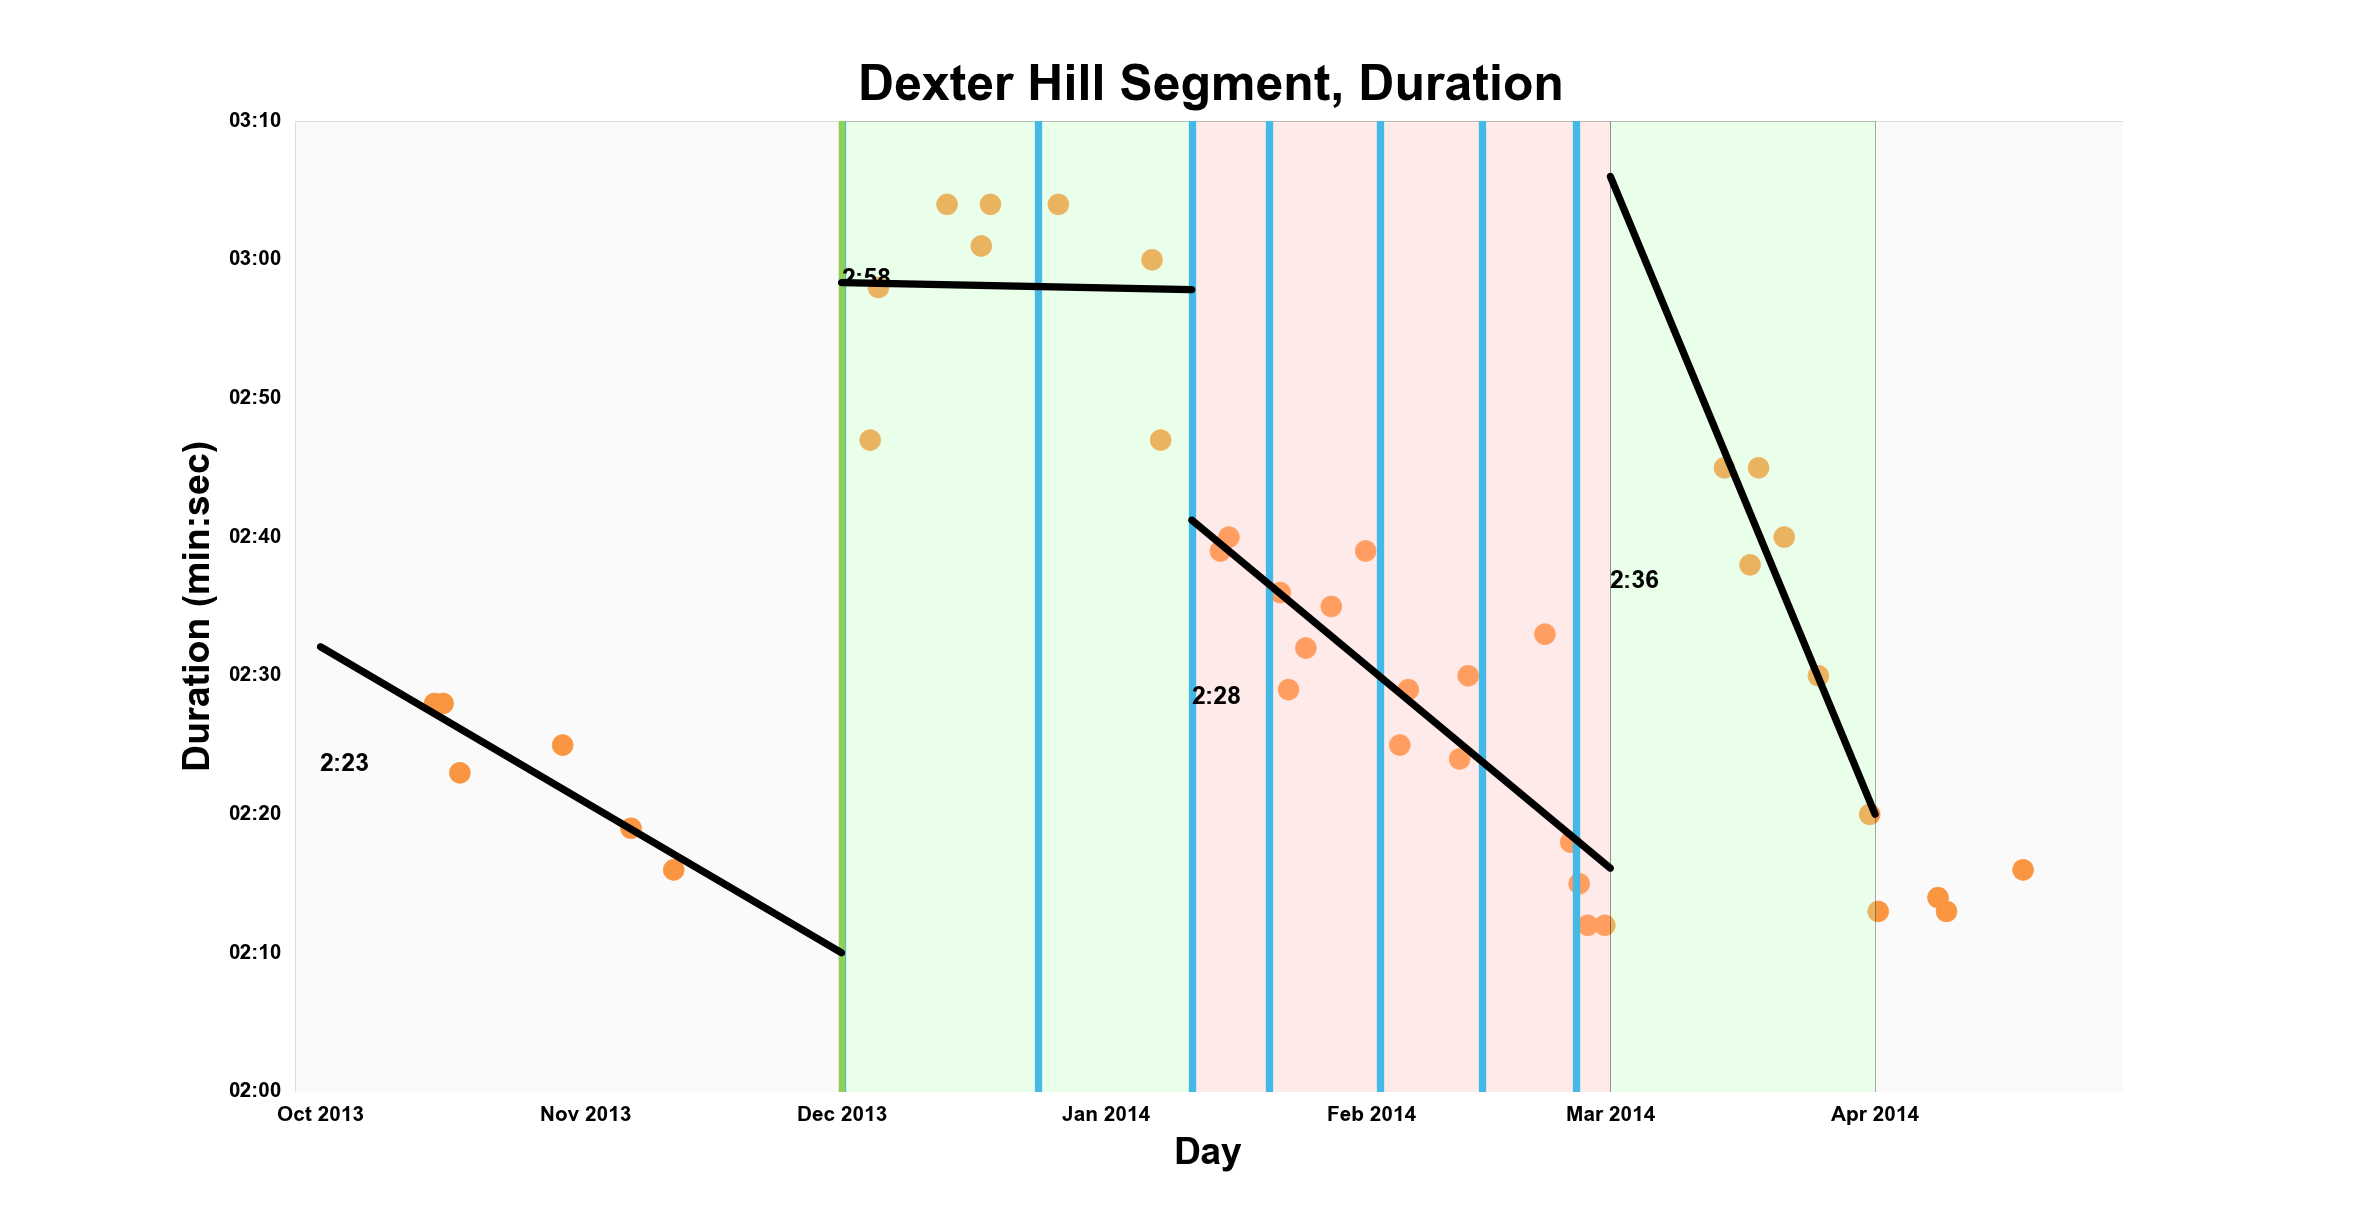 Dexter Hill Segment, Duration
03:10
03:00
02:50
02:40
02:30
02:20
02:10
02:00
Duration (min:sec)
2:23
2:58
2:28
2:36
Oct 2013
Nov 2013
Dec 2013
Jan 2014
Feb 2014
Mar 2014
Apr 2014
Day